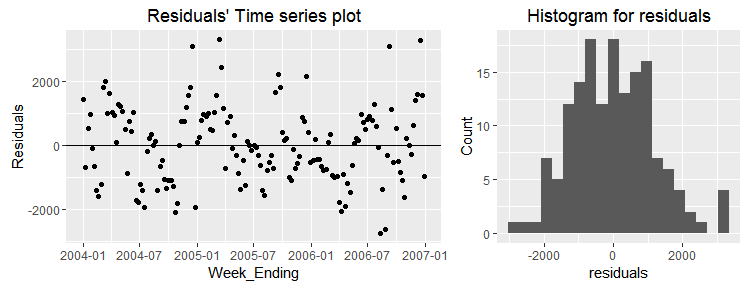 Residuals' Time series plot
Residuals
2000
0
-2000
2004-01 2004-07 2005-01 2005-07 2006-01 2006-07 2007-01
Week_Ending
Histogram for residuals
Count
15
10
5
0
-2000 0 2000
residuals